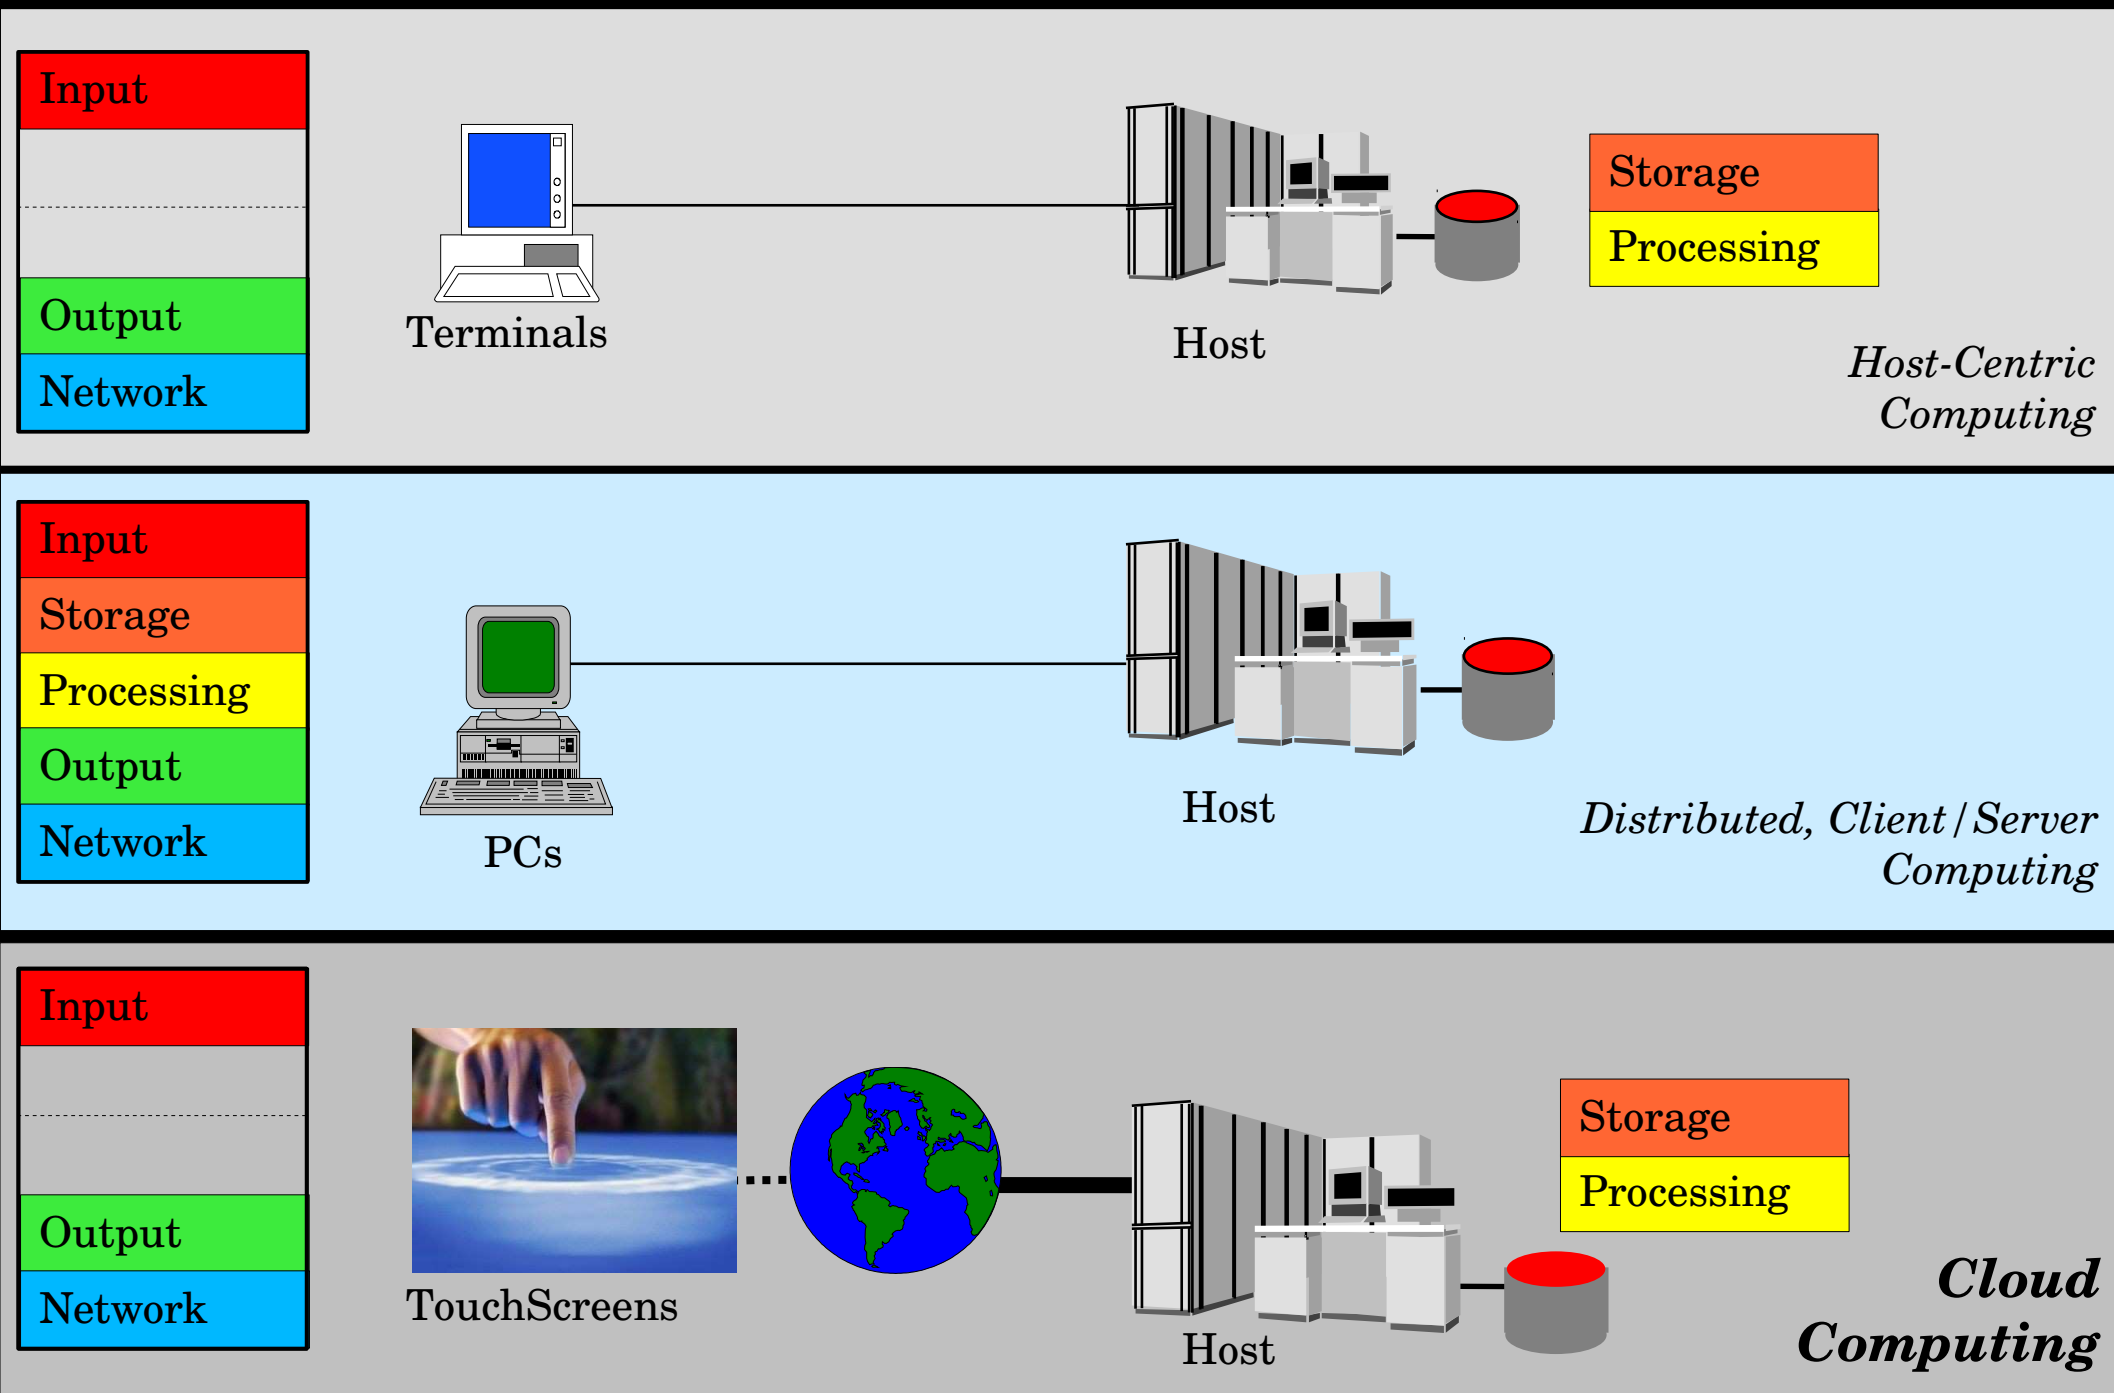 Input
Output
Network
Terminals
Host
Storage
Processing
Host-Centric
Computing
Input
Storage
Processing
Output
Network
PCs
Host
Distributed, Client/Server
Computing
Input
Output
Network
TouchScreens
Host
Storage
Processing
Cloud
Computing